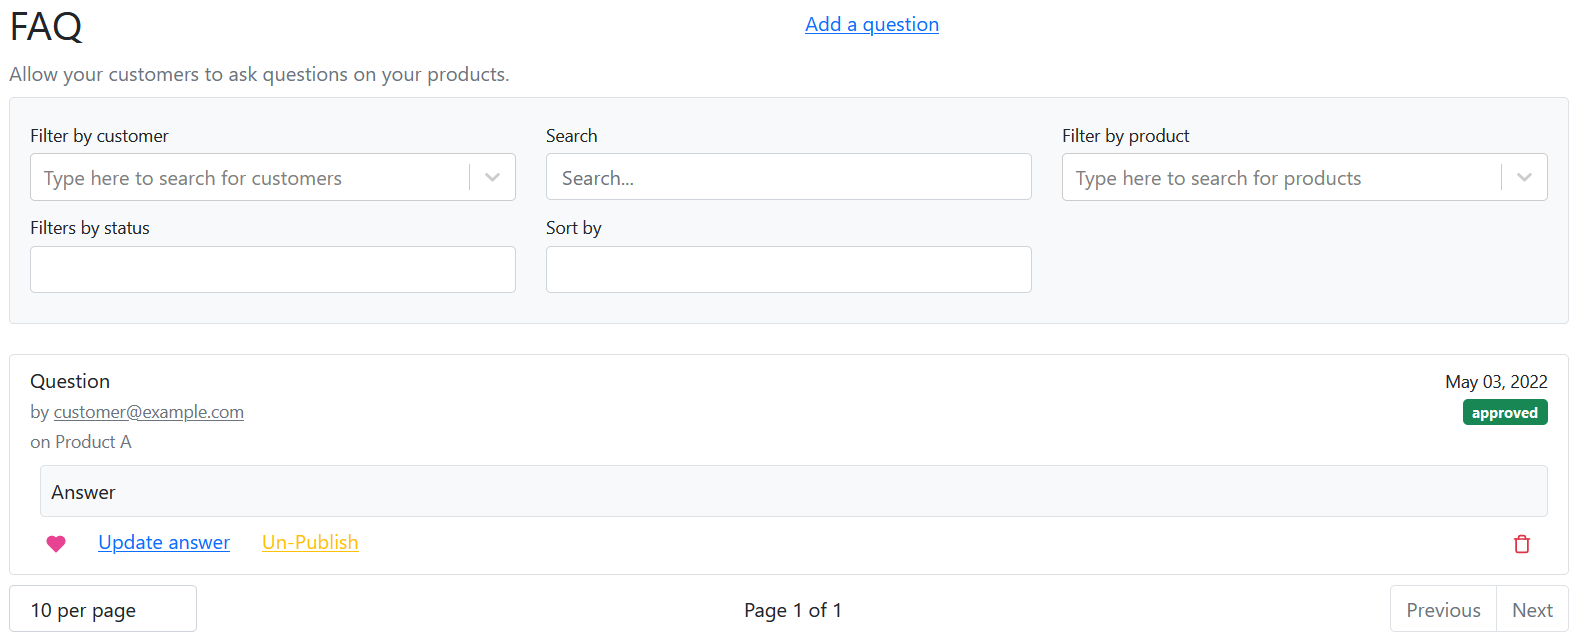 FAQ
Add a question
Allow your customers to ask questions on your products.
Filter by customer
Search
Filter by product
Type here to search for customers
Search...
Type here to search for products
Filters by status
Sort by
Question
May 03, 2022
by customer@example.com
approved
on Product A
Answer
Update answer
Un-Publish
10 per page
Page 1 of 1
Previous
Next